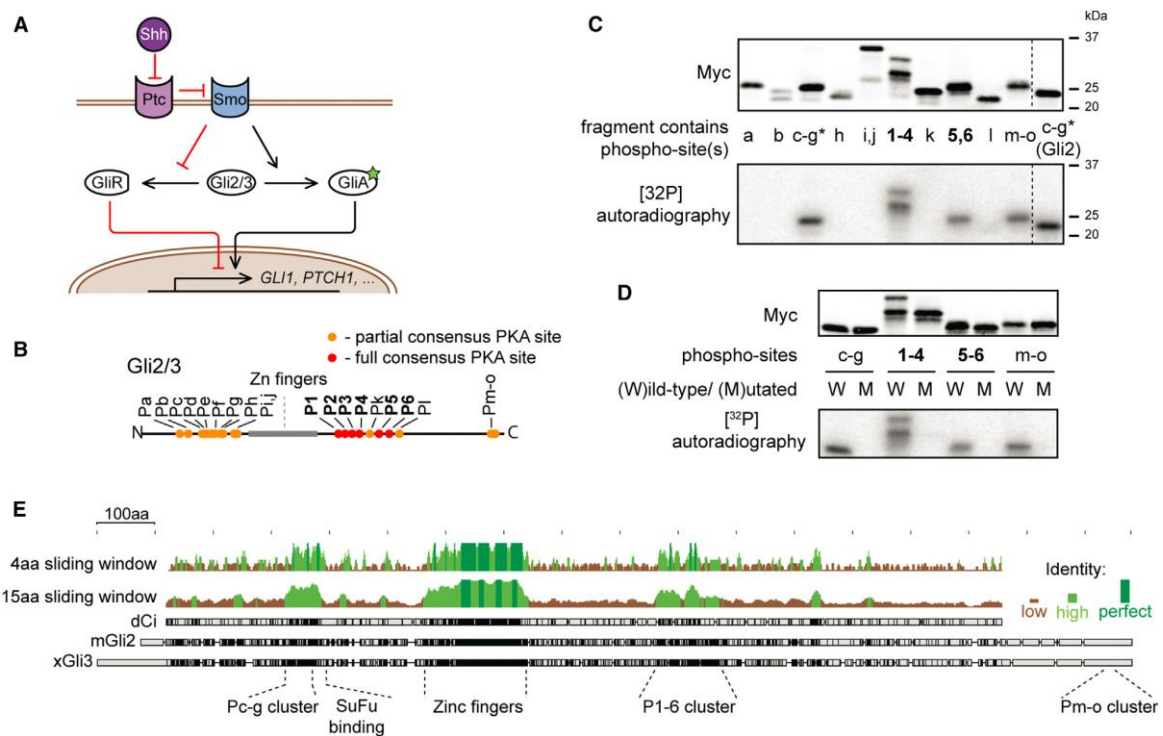 A
Shh
Ptc
Smo
GliR
Gli2/3
GliA
GLI1, PTCH1, ...
B
- partial consensus PKA site
- full consensus PKA site
Gli2/3
Zn fingers
Pa
Pb
Pc
Pd
Pe
Pf
Pg
Ph
Pi,j
P1
P2
P3
P4
Pk
P5
P6
Pl
Pm-o
N
C
C
kDa
Myc
37
25
20
fragment contains
phospho-site(s)
a b c-g* h i,j 1-4 k 5,6 l m-o c-g*
(Gli2)
[32P]
autoradiography
37
25
20
D
Myc
phospho-sites
c-g 1-4 5-6 m-o
(W)ild-type/ (M)utated
W M W M W M W M
[32P]
autoradiography
E
100aa
4aa sliding window
15aa sliding window
dCi
mGli2
xGli3
Identity:
low high perfect
Pc-g cluster
SuFu
binding
Zinc fingers
P1-6 cluster
Pm-o cluster